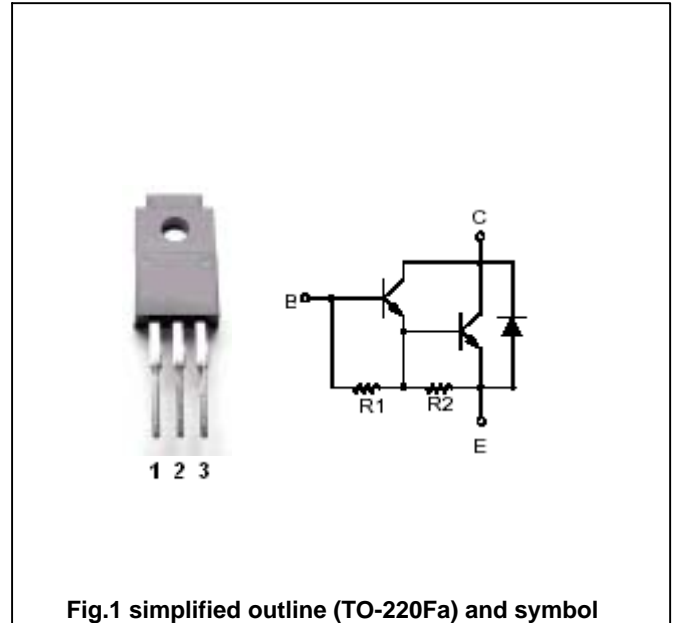 C
B
R1 R2
E
1 2 3
Fig.1 simplified outline (TO-220Fa) and symbol